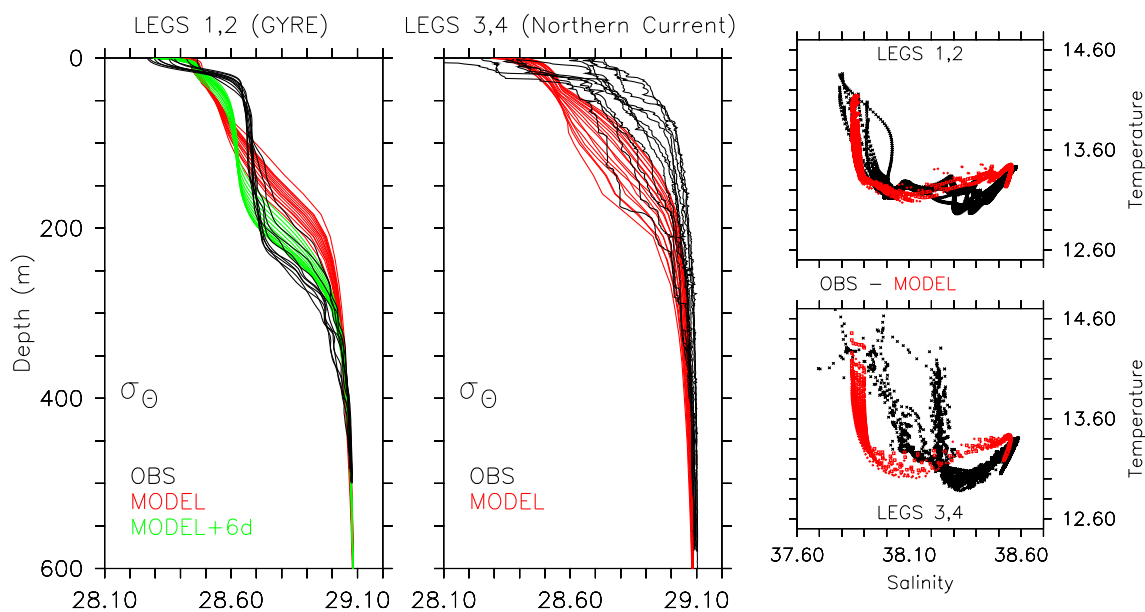 LEGS 1,2 (GYRE)
LEGS 3,4 (Northern Current)
0
200
400
600
Depth (m)
σΘ
OBS
MODEL
MODEL+6d
28.10 28.60 29.10
σΘ
OBS
MODEL
28.10 28.60 29.10
LEGS 1,2
14.60
13.60
12.60
Temperature
OBS – MODEL
14.60
13.60
12.60
Temperature
LEGS 3,4
37.60 38.10 38.60
Salinity